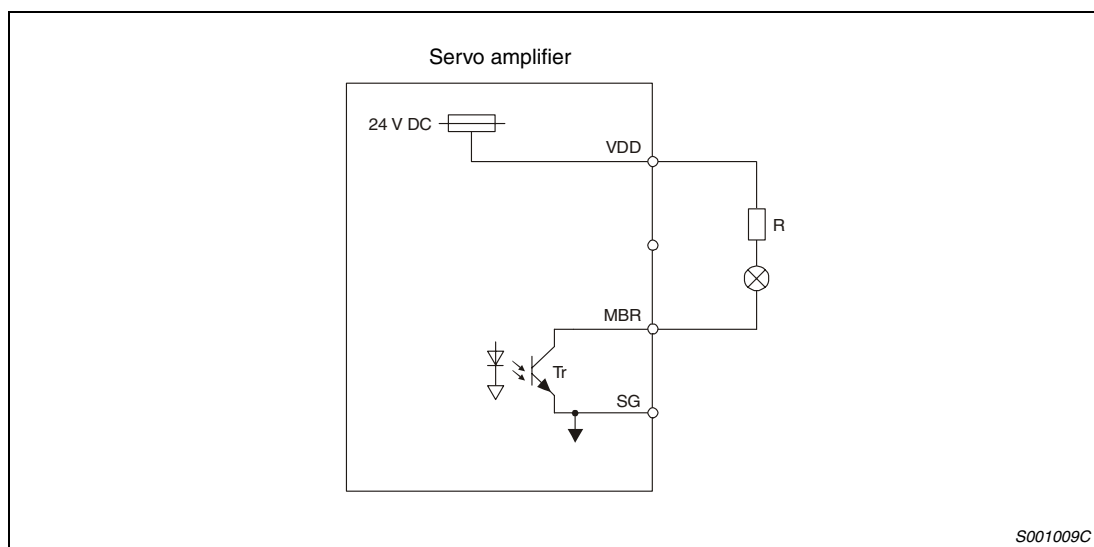 Servo amplifier
24 V DC
VDD
R
MBR
Tr
SG
S001009C